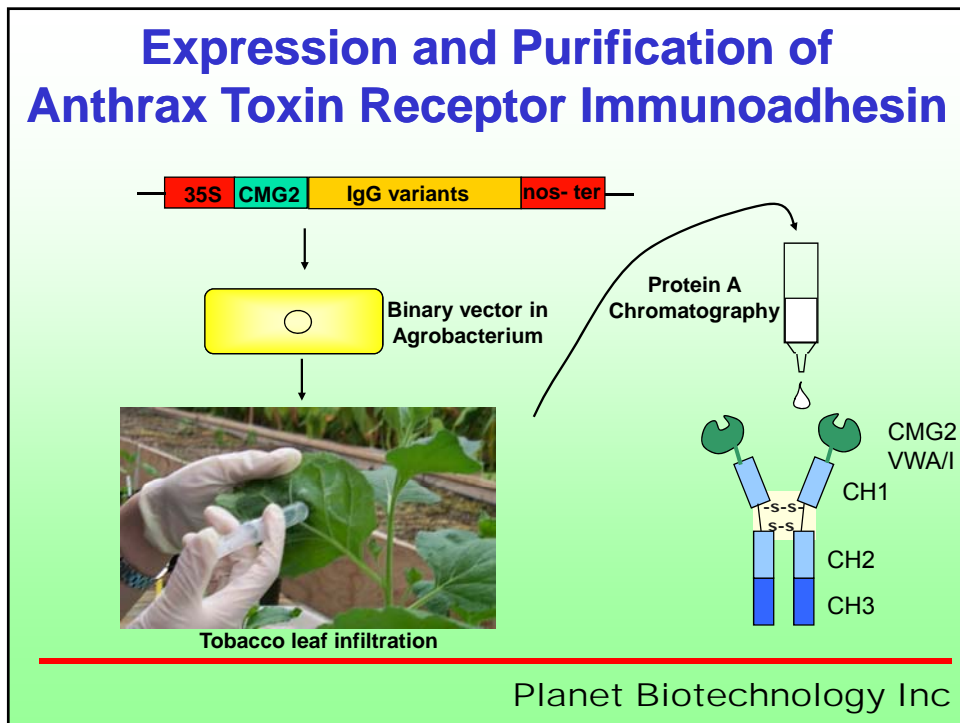 Expression and Purification of
Anthrax Toxin Receptor Immunoadhesin
35S CMG2 IgG variants nos- ter
Binary vector in
Agrobacterium
Tobacco leaf infiltration
Protein A
Chromatography
CMG2
VWA/I
CH1
-s-s-
s-s
CH2
CH3
Planet Biotechnology Inc